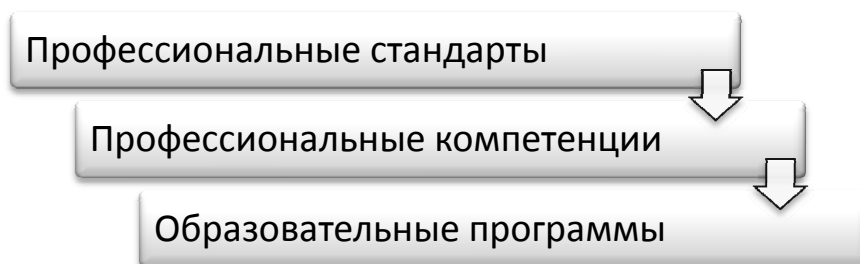 Профессиональные стандарты
Профессиональные компетенции
Образовательные программы